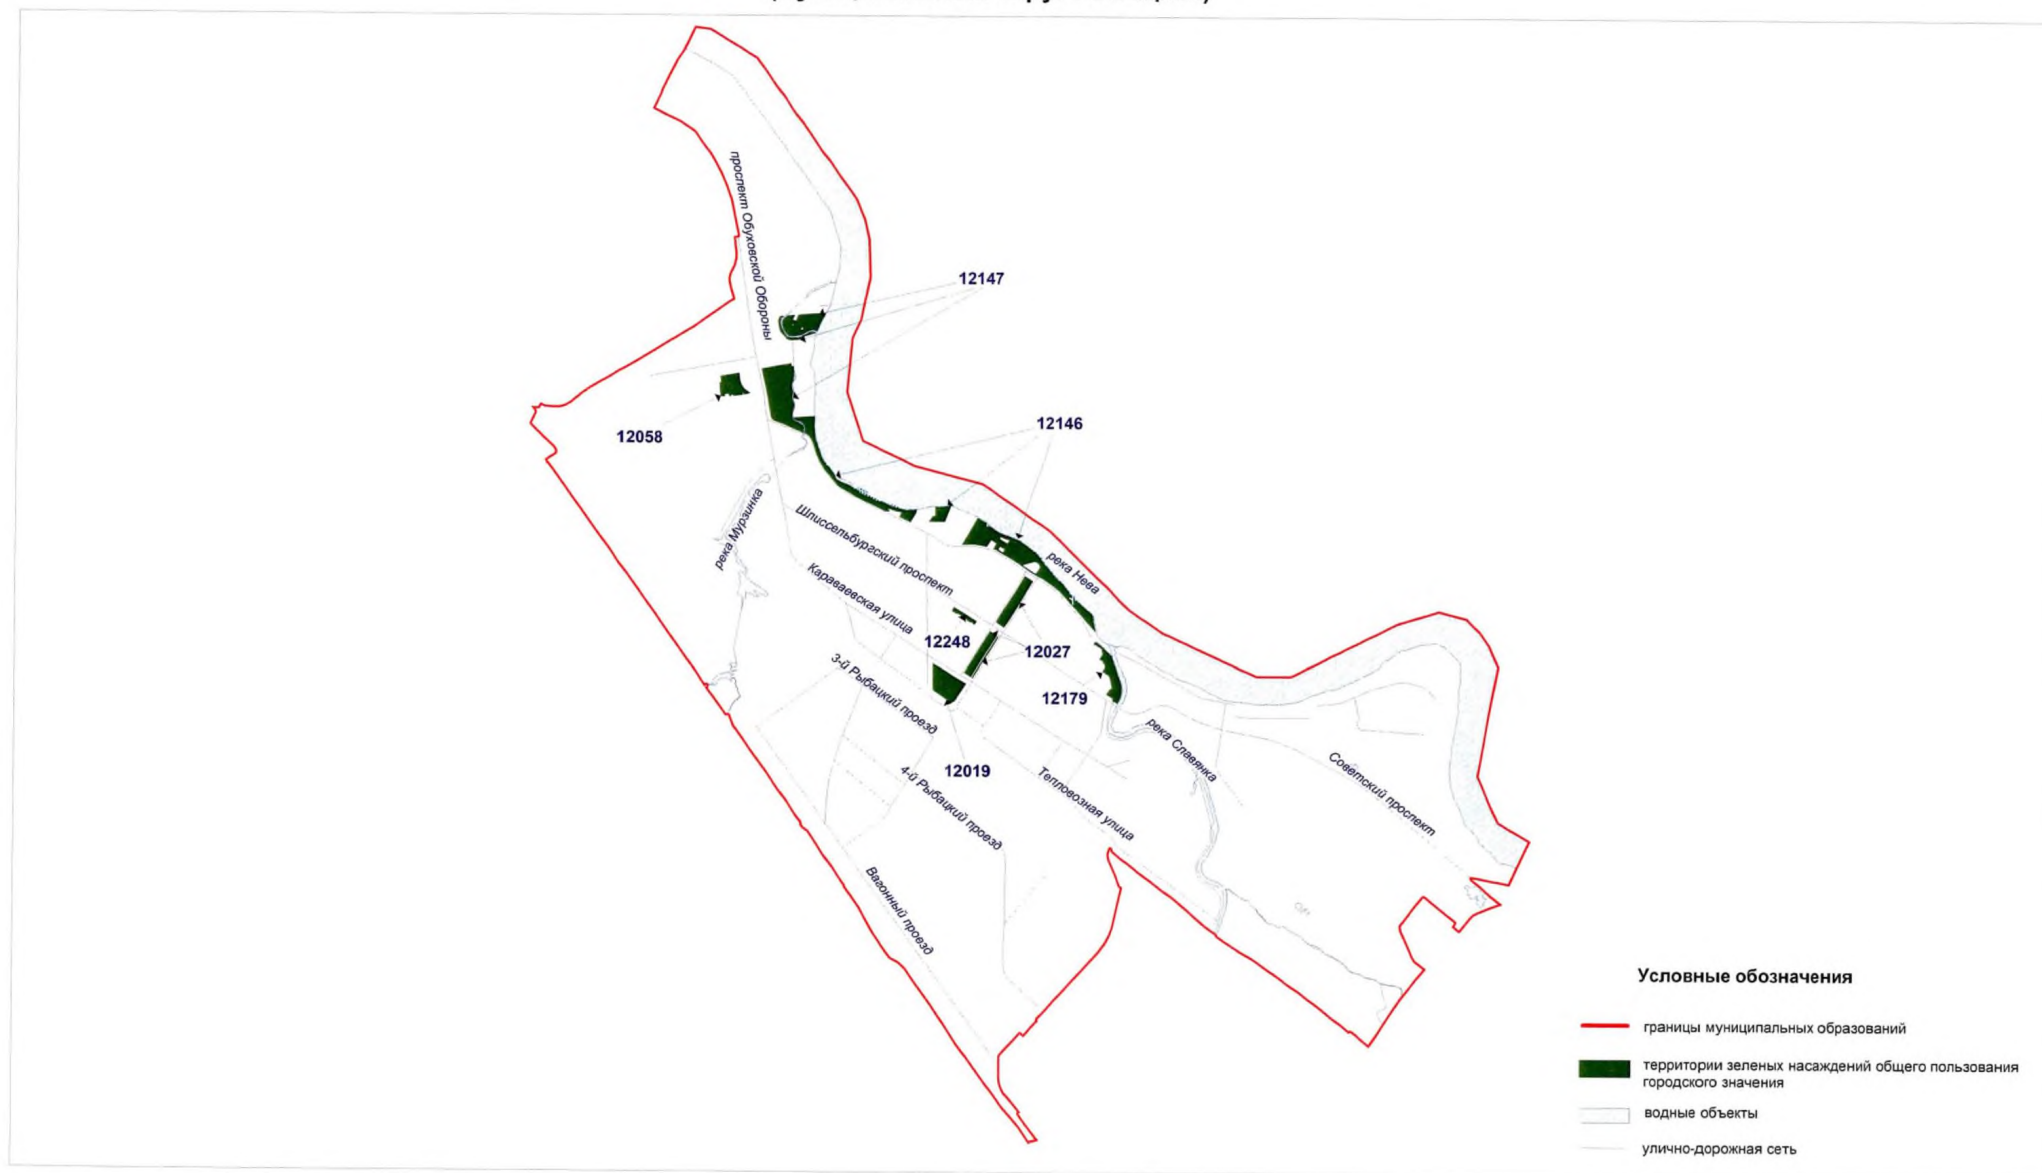 проспект Обуховской Обороны
12147
12058
12146
река Мурзинка
Шлиссельбургский проспект
река Нева
Караваевская улица
12248
12027
3-й Рыбацкий проезд
12179
река Славянка
12019
4-й Рыбацкий проезд
Тепловозная улица
Советский проспект
Вагонный проезд
Условные обозначения
границы муниципальных образований
территории зеленых насаждений общего пользования
городского значения
водные объекты
улично-дорожная сеть